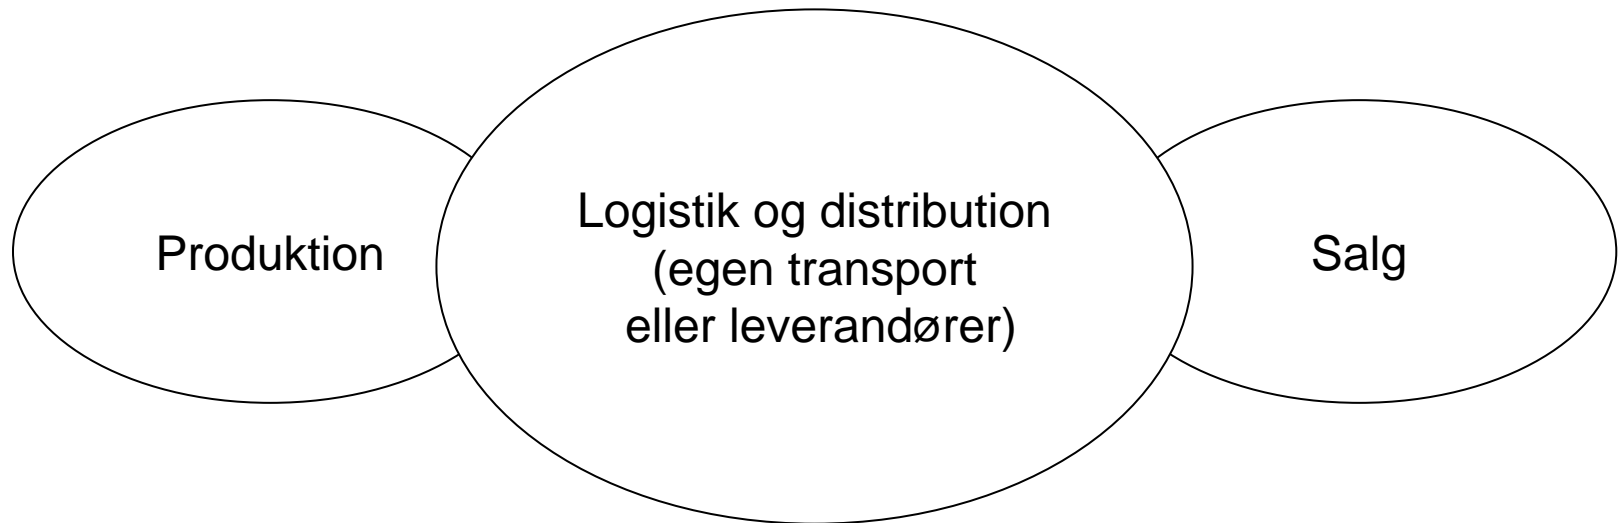 Produktion
Logistik og distribution
(egen transport
eller leverandører)
Salg